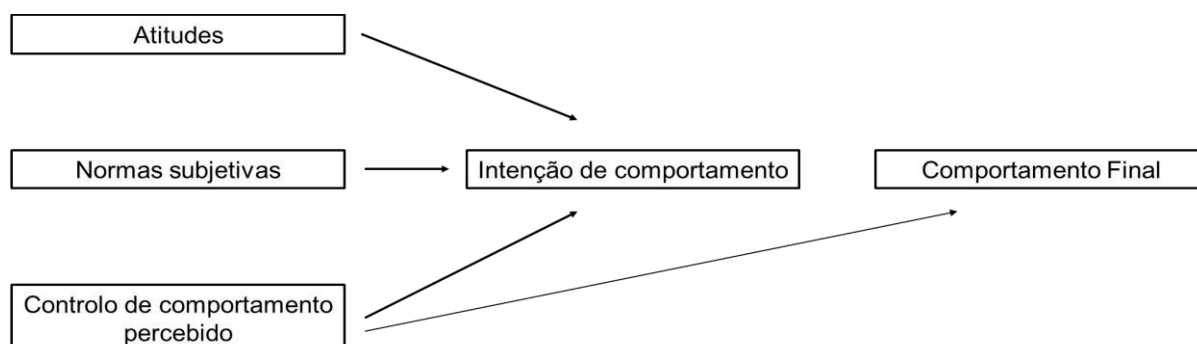 Atitudes
Normas subjetivas
Intenção de comportamento
Comportamento Final
Controlo de comportamento
percebido